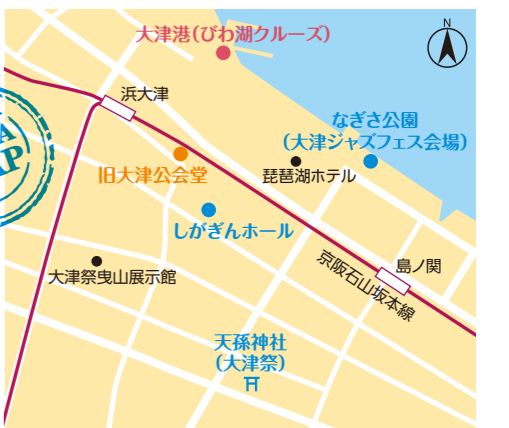 大津港（びわ湖クルーズ）
N
浜大津
なぎさ公園
（大津ジャズフェス会場）
旧大津公会堂
琵琶湖ホテル
しがぎんホール
大津祭曳山展示館
島ノ関
京阪石山坂本線
天孫神社
（大津祭）